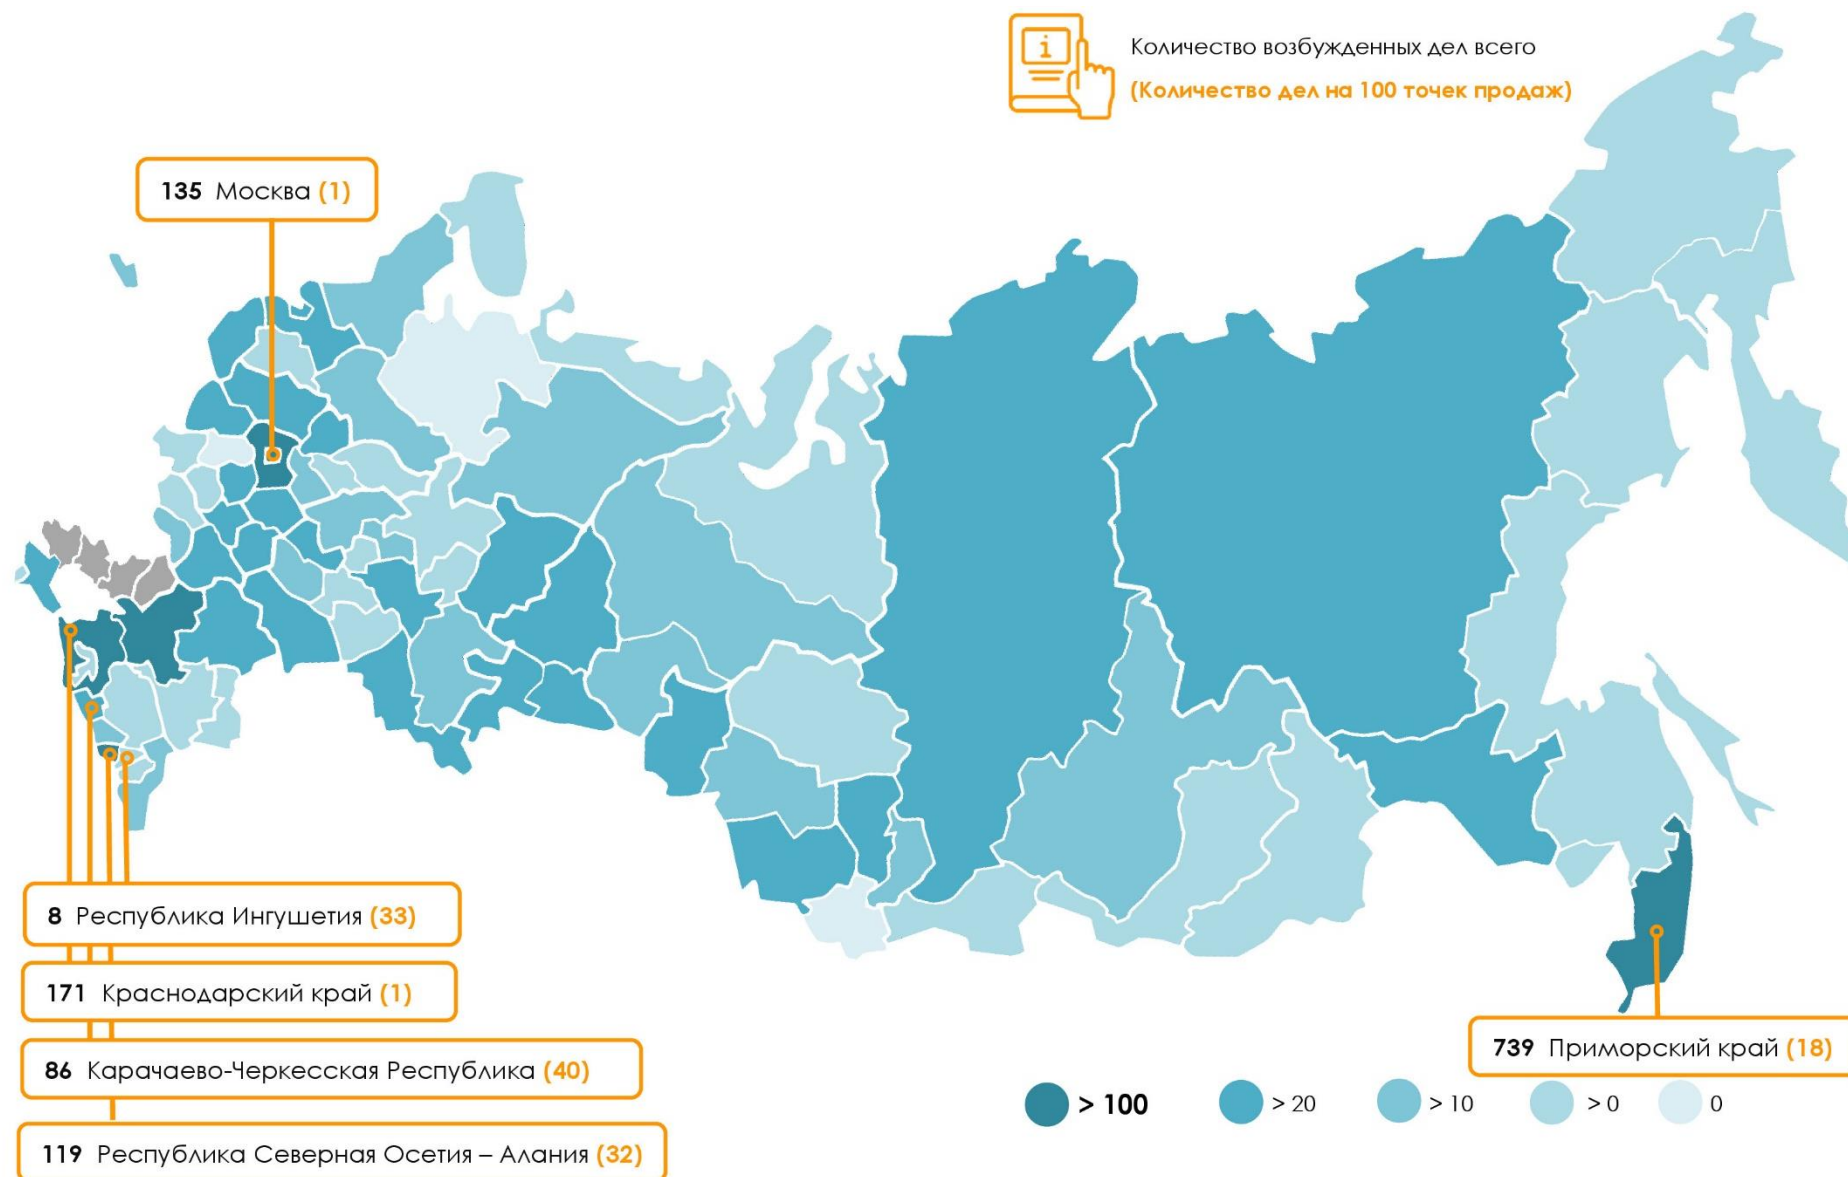 i
Количество возбужденных дел всего
(Количество дел на 100 точек продаж)
135 Москва (1)
8 Республика Ингушетия (33)
171 Краснодарский край (1)
86 Карачаево-Черкесская Республика (40)
119 Республика Северная Осетия – Алания (32)
739 Приморский край (18)
> 100 > 20 > 10 > 0 0